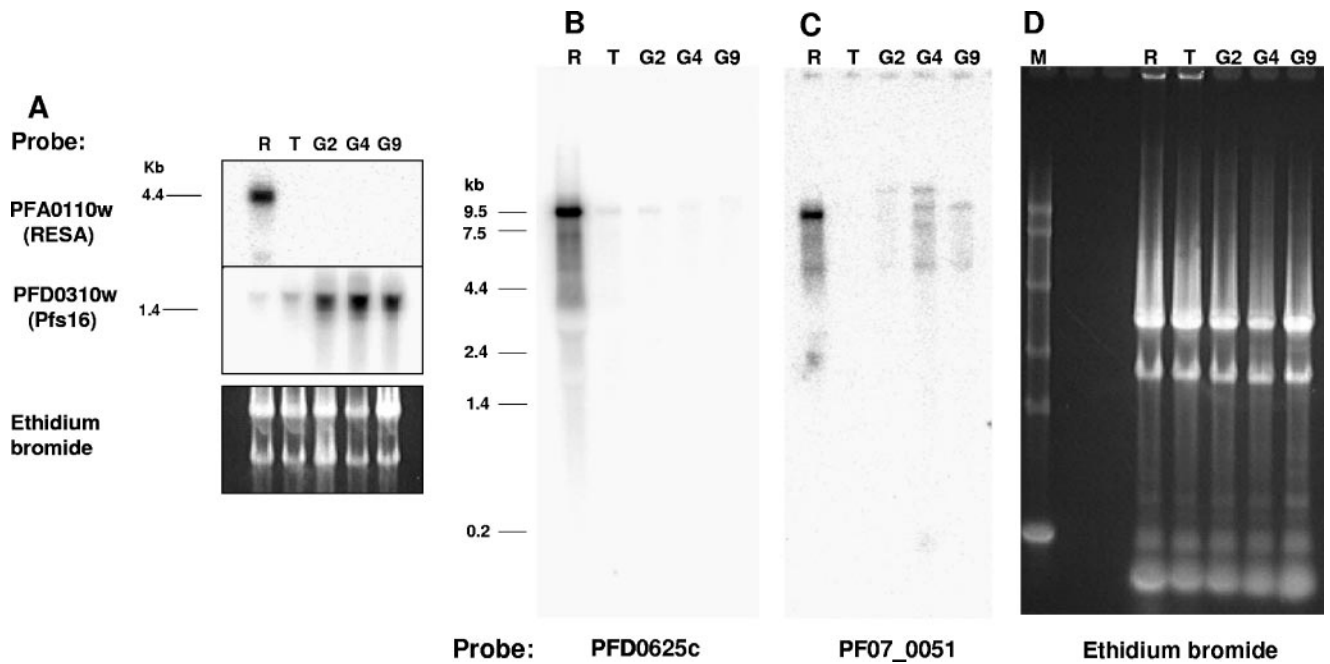 A
Probe:
R T G2 G4 G9
Kb
4.4
PFA0110w
(RESA)
PFD0310w
(Pfs16)
1.4
Ethidium
bromide
B
R T G2 G4 G9
kb
9.5
7.5
4.4
2.4
1.4
0.2
C
R T G2 G4 G9
D
M R T G2 G4 G9
Probe: PFD0625c PF07_0051 Ethidium bromide